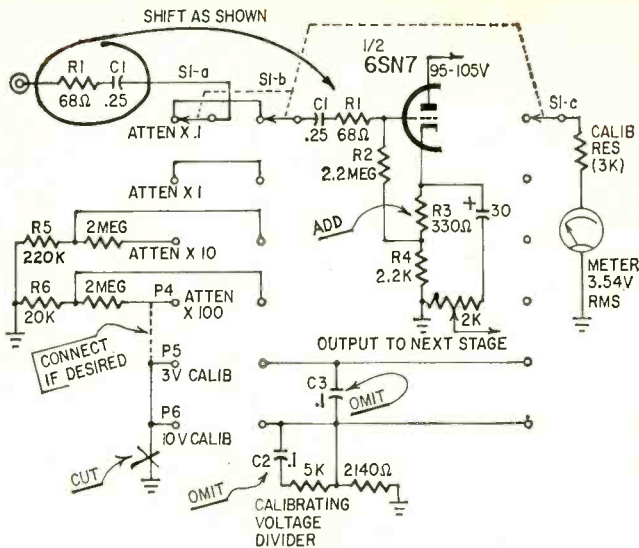 SHIFT AS SHOWN
R1
C1
68Ω
.25
S1-a
S1-b
1/2
6SN7
95-105V
C1
R1
.25
68Ω
S1-c
ATTEN X .1
R2
2.2MEG
CALIB
RES
(3K)
ATTEN X 1
ADD
R3
330Ω
+
30
R5
220K
2MEG
ATTEN X 10
R4
2.2K
METER
3.54V
RMS
R6
20K
2MEG
P4
ATTEN
X 100
2K
CONNECT
IF DESIRED
OUTPUT TO NEXT STAGE
P5
3V CALIB
C3
.1
OMIT
P6
10V CALIB
CUT
OMIT
C2
.1
5K
2140Ω
CALIBRATING
VOLTAGE
DIVIDER